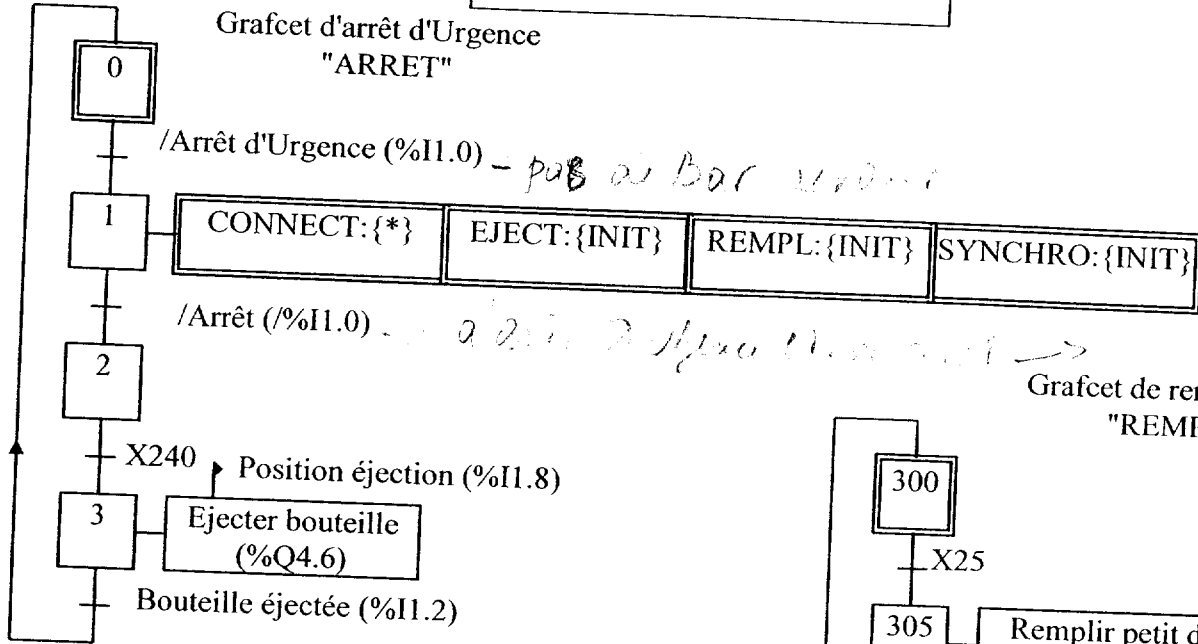 Grafcet d'arrêt d'Urgence
"ARRET"
0
/Arrêt d'Urgence (%I1.0)
1
CONNECT:{*} EJECT:{INIT} REMPL:{INIT} SYNCHRO:{INIT}
/Arrêt (/%I1.0)
2
Grafcet de
"REMP
X240
Position éjection (%I1.8)
3
Ejecter bouteille
(%Q4.6)
Bouteille éjectée (%I1.2)
300
X25
305
Remplir petit